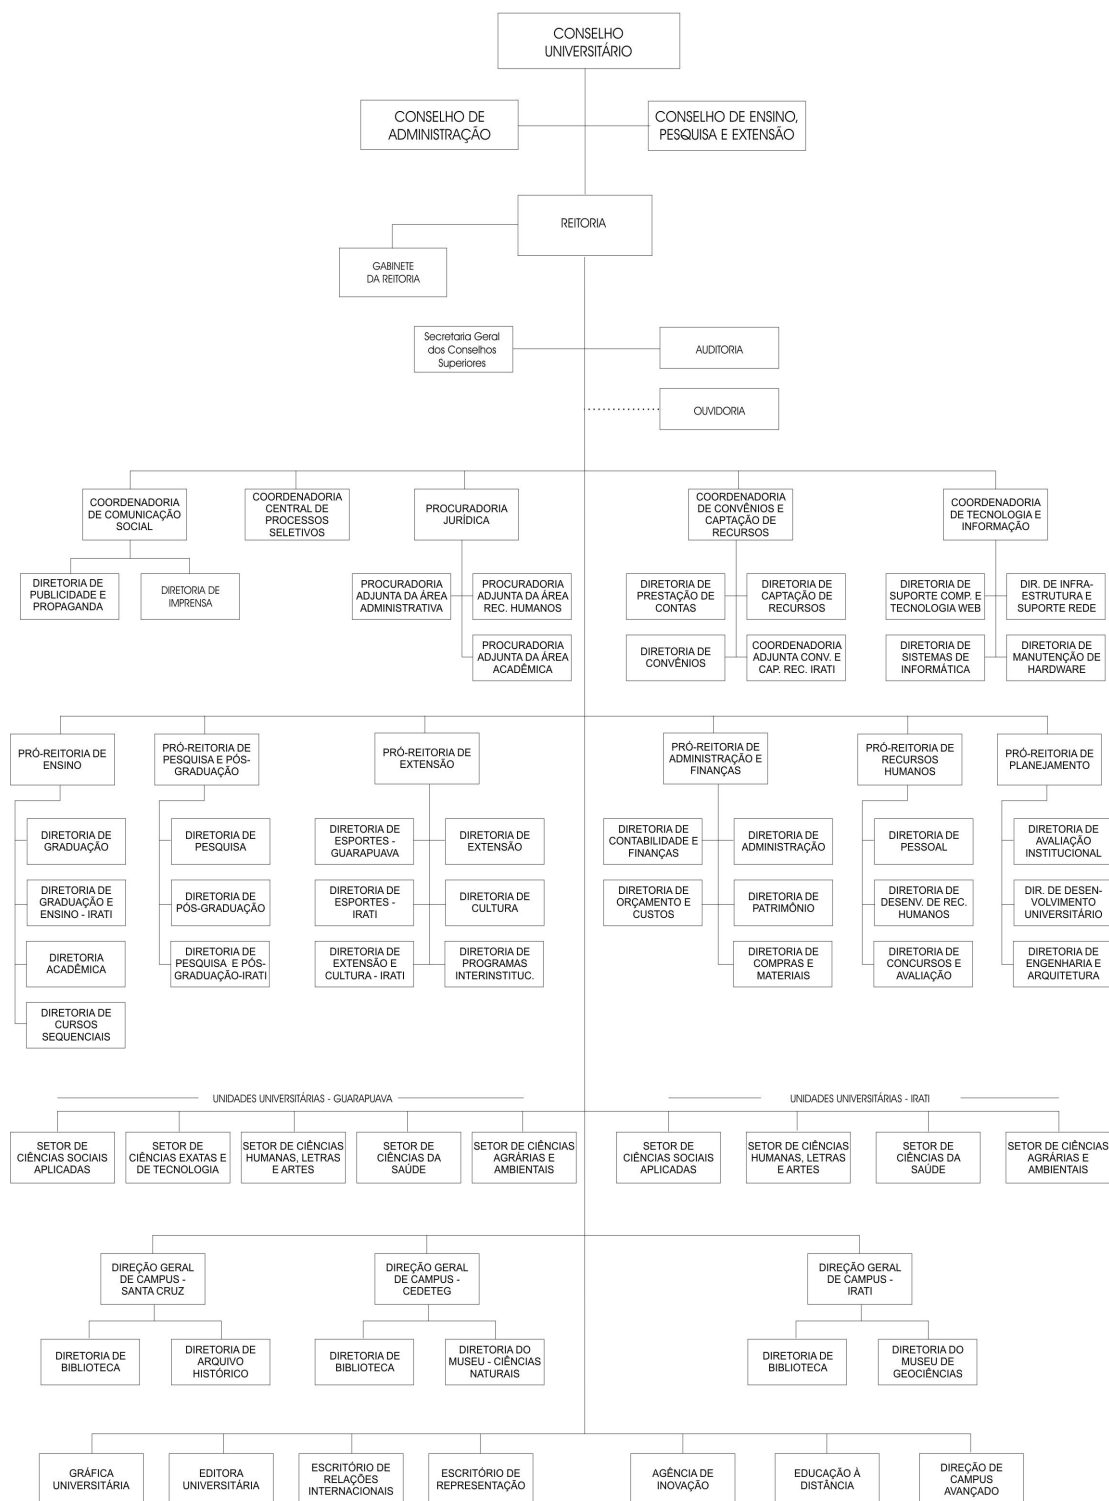 CONSELHO
UNIVERSITÁRIO
CONSELHO DE
ADMINISTRAÇÃO
CONSELHO DE ENSINO,
PESQUISA E EXTENSÃO
REITORIA
GABINETE
DA REITORIA
Secretaria Geral
dos Conselhos
Superiores
AUDITORIA
OUVIDORIA
COORDENADORIA
DE COMUNICAÇÃO
SOCIAL
COORDENADORIA
CENTRAL DE
PROCESSOS
SELETIVOS
PROCURADORIA
JURÍDICA
COORDENADORIA
DE CONVÊNIOS E
CAPTAÇÃO DE
RECURSOS
COORDENADORIA
DE TECNOLOGIA E
INFORMAÇÃO
DIRETORIA DE
PUBLICIDADE E
PROPAGANDA
DIRETORIA DE
IMPRENSA
PROCURADORIA
ADJUNTA DA ÁREA
ADMINISTRATIVA
PROCURADORIA
ADJUNTA DA ÁREA
REC. HUMANOS
DIRETORIA DE
PRESTAÇÃO DE
CONTAS
DIRETORIA DE
CAPTAÇÃO DE
RECURSOS
DIRETORIA DE
SUPORTE COMP. E
TECNOLOGIA WEB
DIR. DE INFRA-
ESTRUTURA E
SUPORTE REDE
PROCURADORIA
ADJUNTA DA ÁREA
ACADÊMICA
DIRETORIA DE
CONVÊNIOS
COORDENADORIA
ADJUNTA CONV. E
CAP. REC. IRATI
DIRETORIA DE
SISTEMAS DE
INFORMÁTICA
DIRETORIA DE
MANUTENÇÃO DE
HARDWARE
PRÓ-REITORIA DE
ENSINO
PRÓ-REITORIA DE
PESQUISA E PÓS-
GRADUAÇÃO
PRÓ-REITORIA DE
EXTENSÃO
PRÓ-REITORIA DE
ADMINISTRAÇÃO E
FINANÇAS
PRÓ-REITORIA DE
RECURSOS
HUMANOS
PRÓ-REITORIA DE
PLANEJAMENTO
DIRETORIA DE
GRADUAÇÃO
DIRETORIA DE
PESQUISA
DIRETORIA DE
ESPORTES -
GUARAPUAVA
DIRETORIA DE
EXTENSÃO
DIRETORIA DE
CONTABILIDADE E
FINANÇAS
DIRETORIA DE
ADMINISTRAÇÃO
DIRETORIA DE
PESSOAL
DIRETORIA DE
AVALIAÇÃO
INSTITUCIONAL
DIRETORIA DE
GRADUAÇÃO E
ENSINO - IRATI
DIRETORIA DE
PÓS-GRADUAÇÃO
DIRETORIA DE
ESPORTES -
IRATI
DIRETORIA DE
CULTURA
DIRETORIA DE
ORÇAMENTO E
CUSTOS
DIRETORIA DE
PATRIMÔNIO
DIRETORIA DE
DESENV. DE REC.
HUMANOS
DIR. DE DESEN-
VOLVIMENTO
UNIVERSITÁRIO
DIRETORIA
ACADÊMICA
DIRETORIA DE
PESQUISA E PÓS-
GRADUAÇÃO-IRATI
DIRETORIA DE
EXTENSÃO E
CULTURA - IRATI
DIRETORIA DE
PROGRAMAS
INTERINSTITUC.
DIRETORIA DE
COMPRAS E
MATERIAIS
DIRETORIA DE
CONCURSOS E
AVALIAÇÃO
DIRETORIA DE
ENGENHARIA E
ARQUITETURA
DIRETORIA DE
CURSOS
SEQUENCIAIS
UNIDADES UNIVERSITÁRIAS - GUARAPUAVA
UNIDADES UNIVERSITÁRIAS - IRATI
SETOR DE
CIÊNCIAS SOCIAIS
APLICADAS
SETOR DE
CIÊNCIAS EXATAS E
DE TECNOLOGIA
SETOR DE CIÊNCIAS
HUMANAS, LETRAS
E ARTES
SETOR DE
CIÊNCIAS DA
SAÚDE
SETOR DE CIÊNCIAS
AGRÁRIAS E
AMBIENTAIS
SETOR DE
CIÊNCIAS SOCIAIS
APLICADAS
SETOR DE CIÊNCIAS
HUMANAS, LETRAS
E ARTES
SETOR DE
CIÊNCIAS DA
SAÚDE
SETOR DE CIÊNCIAS
AGRÁRIAS E
AMBIENTAIS
DIREÇÃO GERAL
DE CAMPUS -
SANTA CRUZ
DIREÇÃO GERAL
DE CAMPUS -
CEDETEG
DIREÇÃO GERAL
DE CAMPUS -
IRATI
DIRETORIA DE
BIBLIOTECA
DIRETORIA DE
ARQUIVO
HISTÓRICO
DIRETORIA DE
BIBLIOTECA
DIRETORIA DO
MUSEU - CIÊNCIAS
NATURAIS
DIRETORIA DE
BIBLIOTECA
DIRETORIA DO
MUSEU DE
GEOCIÊNCIAS
GRÁFICA
UNIVERSITÁRIA
EDITORA
UNIVERSITÁRIA
ESCRITÓRIO DE
RELAÇÕES
INTERNACIONAIS
ESCRITÓRIO DE
REPRESENTAÇÃO
AGÊNCIA DE
INOVAÇÃO
EDUCAÇÃO À
DISTÂNCIA
DIREÇÃO DE
CAMPUS
AVANÇADO